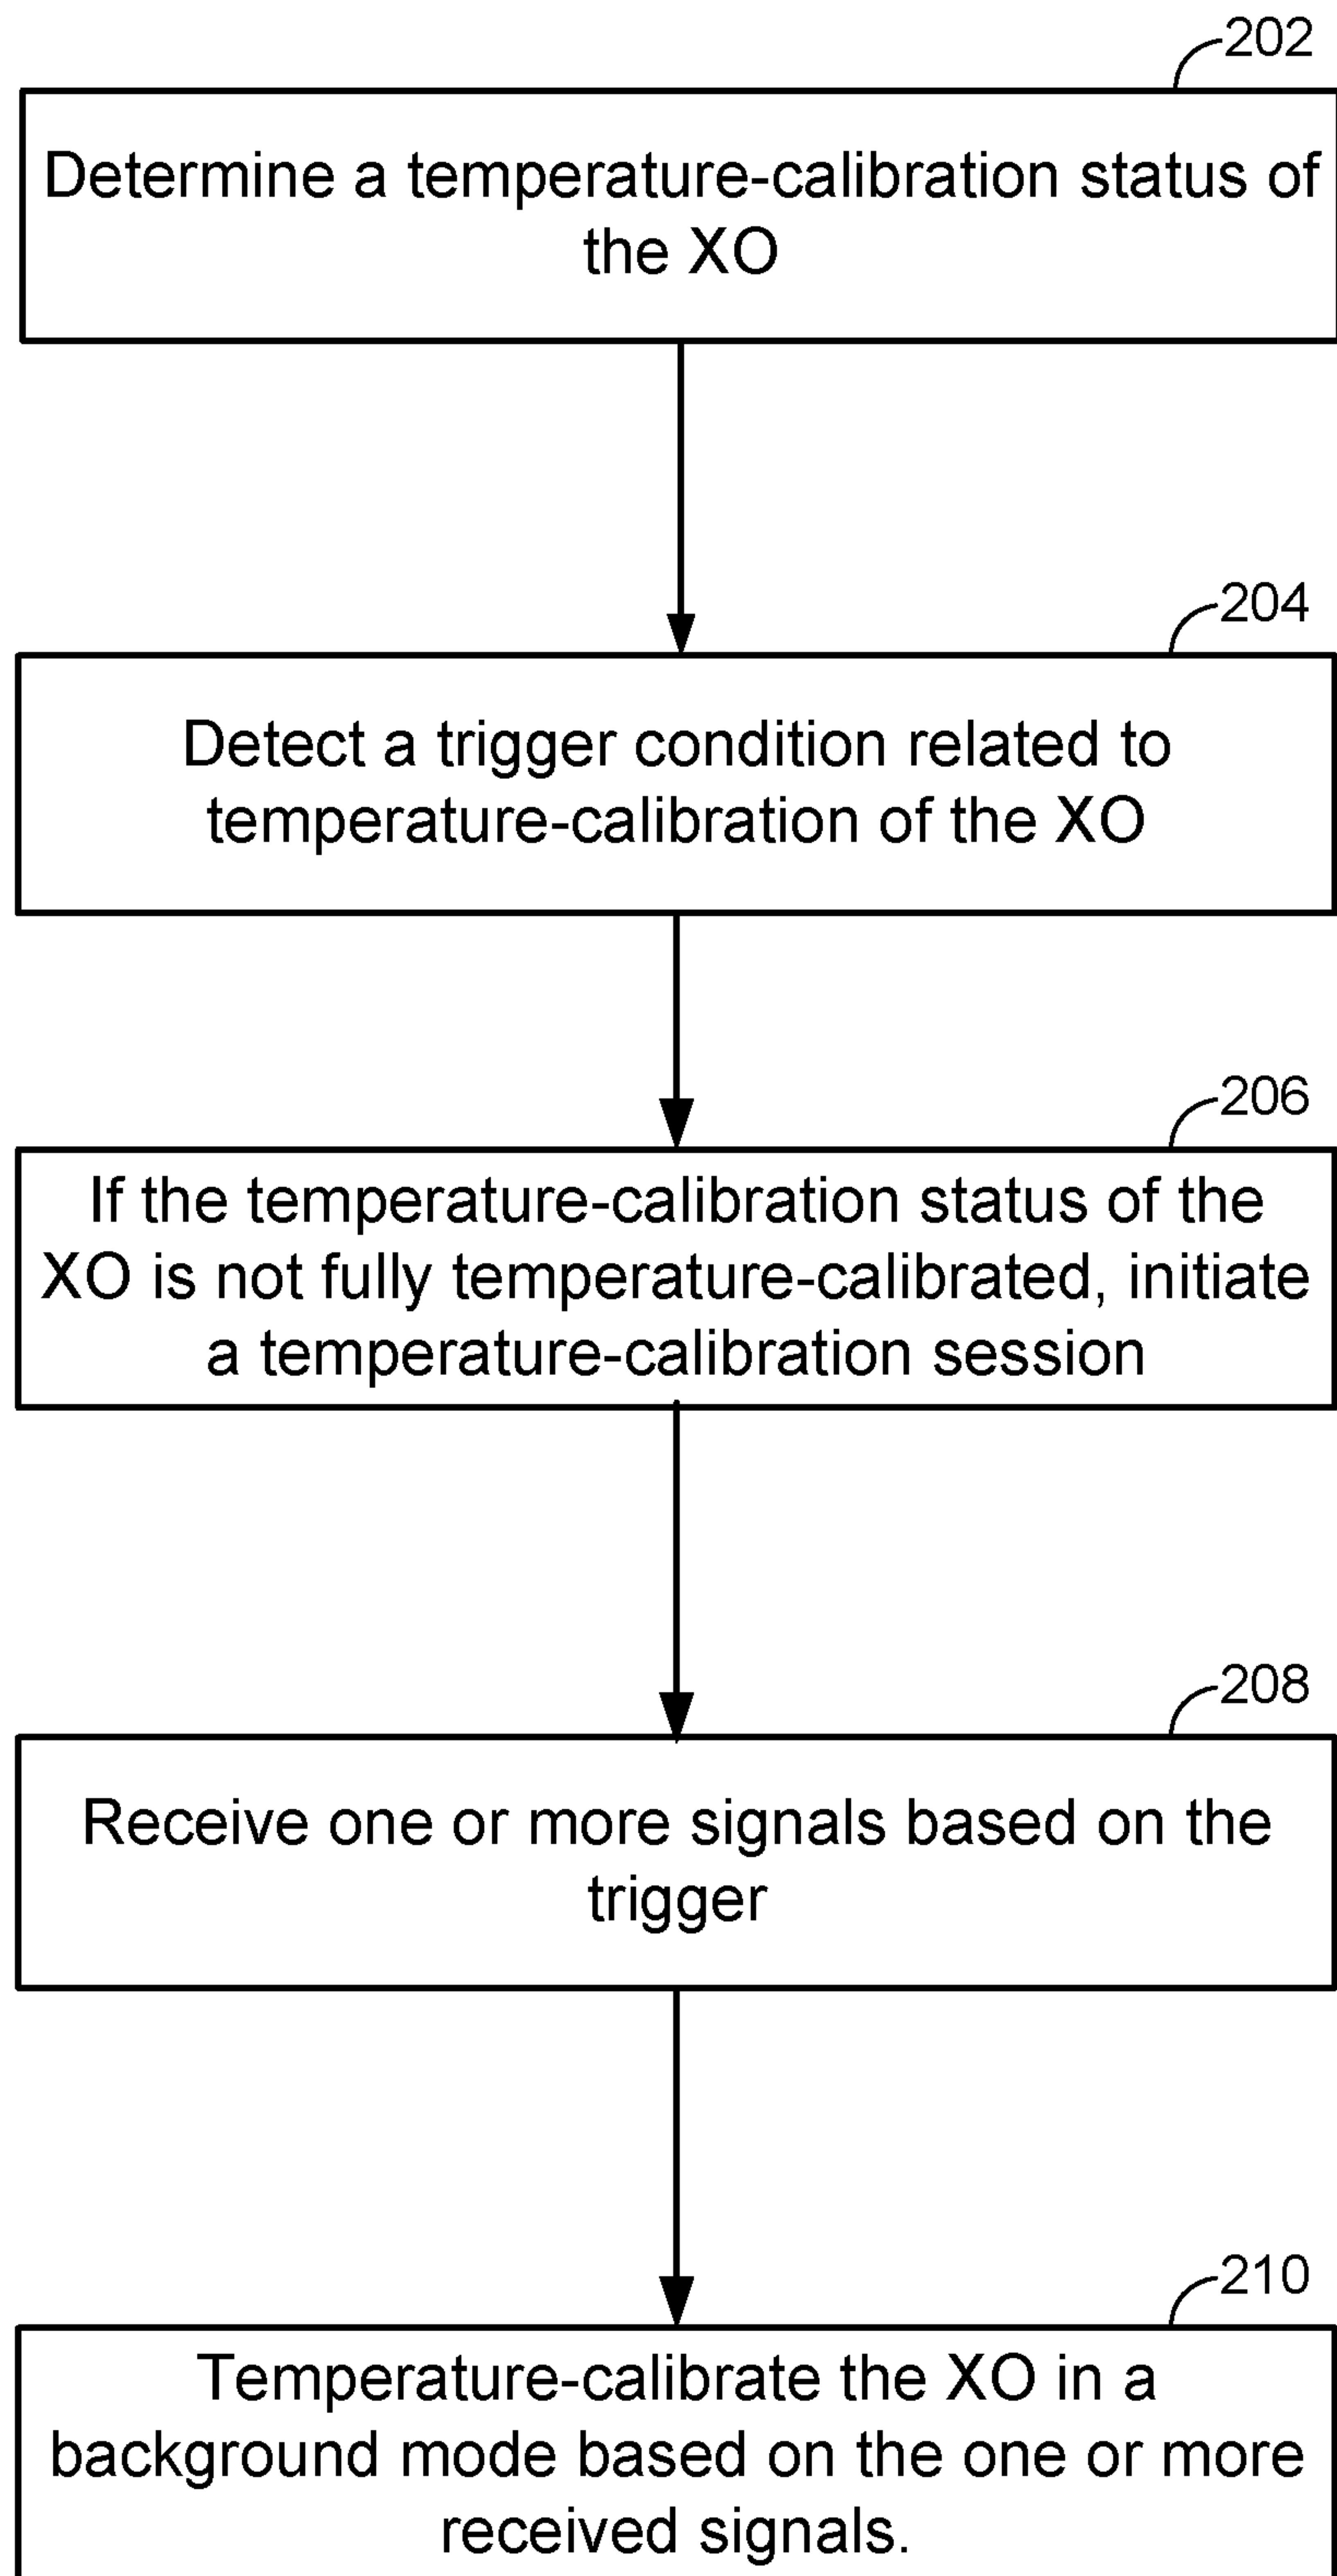 202
Determine a temperature-calibration status of
the XO
204
Detect a trigger condition related to
temperature-calibration of the XO
206
If the temperature-calibration status of the
XO is not fully temperature-calibrated, initiate
a temperature-calibration session
208
Receive one or more signals based on the
trigger
210
Temperature-calibrate the XO in a
background mode based on the one or more
received signals.